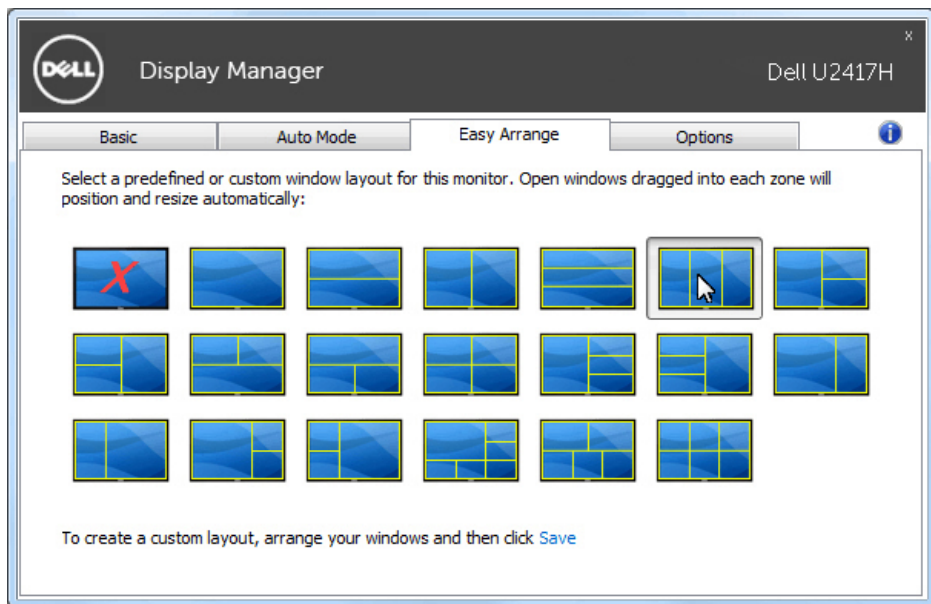 x
DELL
Display Manager
Dell U2417H
Basic
Auto Mode
Easy Arrange
Options
i
Select a predefined or custom window layout for this monitor. Open windows dragged into each zone will
position and resize automatically:
X
To create a custom layout, arrange your windows and then click Save